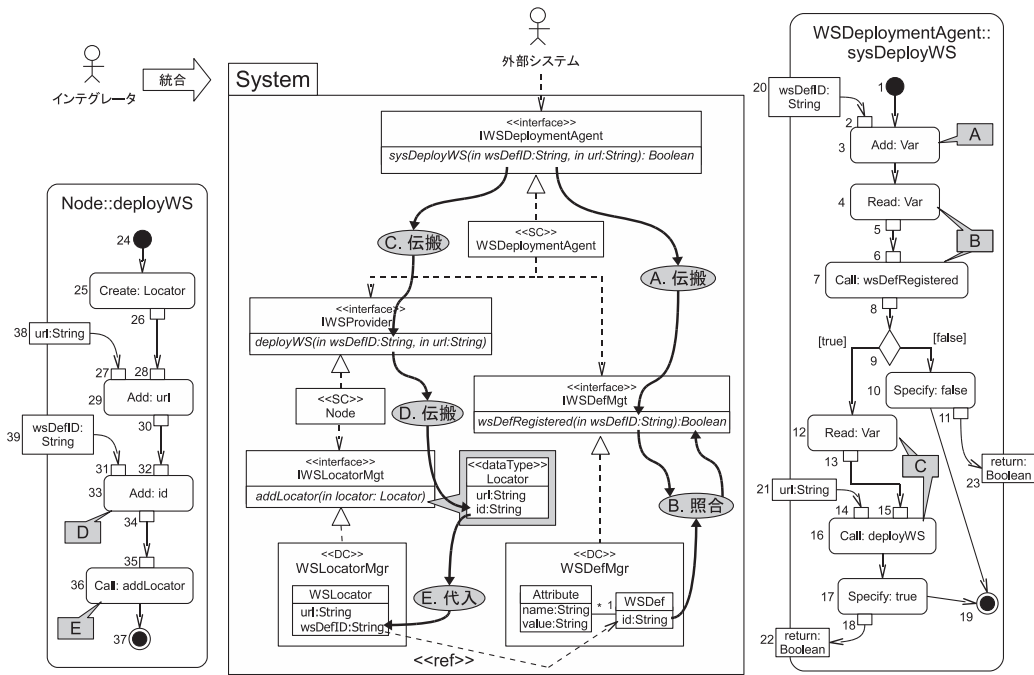 インテグレータ
統合
外部システム
System
<<interface>>
IWSDeploymentAgent
sysDeployWS(in wsDefID:String, in url:String): Boolean
<<SC>>
WSDeploymentAgent
C. 伝搬
A. 伝搬
<<interface>>
IWSProvider
deployWS(in wsDefID:String, in url:String)
<<SC>>
Node
D. 伝搬
<<interface>>
IWSDefMgt
wsDefRegistered(in wsDefID:String):Boolean
<<interface>>
IWSLocatorMgt
addLocator(in locator: Locator)
<<dataType>>
Locator
url:String
id:String
B. 照合
<<DC>>
WSLocatorMgr
WSLocator
url:String
wsDefID:String
E. 代入
<<DC>>
WSDefMgr
Attribute
name:String
value:String
* 1
WSDef
id:String
<<ref>>
Node::deployWS
24
25
Create: Locator
26
38
url:String
27
28
29
Add: url
30
39
wsDefID:
String
31
32
33
Add: id
34
D
35
36
Call: addLocator
E
37
WSDeploymentAgent::
sysDeployWS
20
wsDefID:
String
1
2
3
Add: Var
A
4
Read: Var
5
B
6
7
Call: wsDefRegistered
8
[true]
[false]
9
10
Specify: false
11
12
Read: Var
13
C
return:
Boolean
23
21
url:String
14
15
16
Call: deployWS
17
Specify: true
18
19
22
return:
Boolean